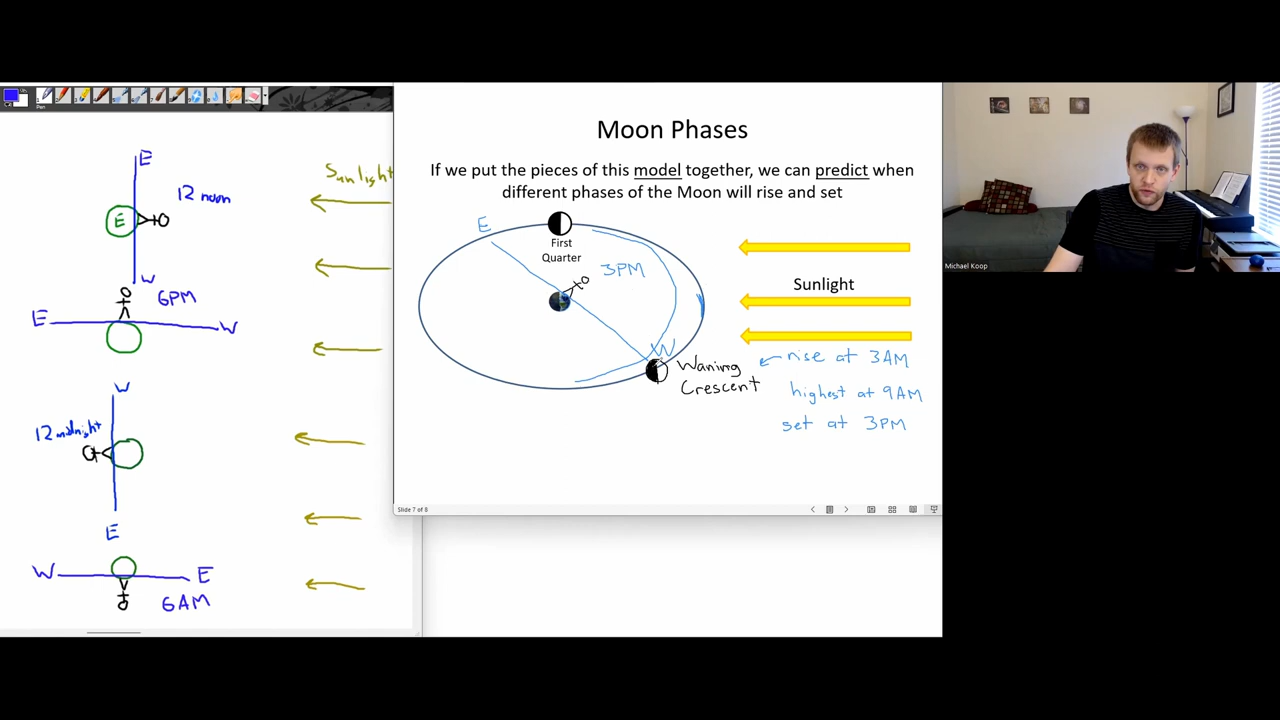 Pen
E
Sunlight
12 noon
E
W
6PM
E
W
W
12 midnight
E
W
E
6AM
Moon Phases
If we put the pieces of this model together, we can predict when
different phases of the Moon will rise and set
E
First
Quarter
3PM
Sunlight
W
Waning
Crescent
rise at 3AM
highest at 9AM
set at 3PM
Slide 7 of 8
Michael Koop